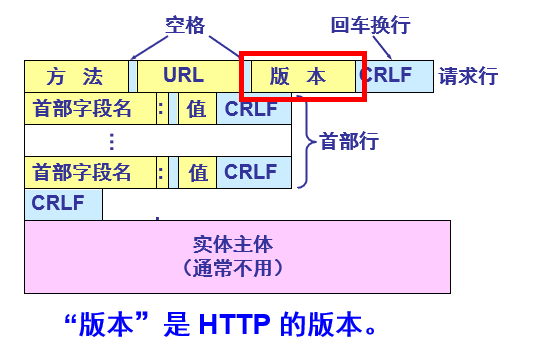 空格 回车换行
方 法 URL 版 本 CRLF 请求行
首部字段名 : 值 CRLF
⋮ 首部行
首部字段名 : 值 CRLF
CRLF
实体主体
（通常不用）
“版本”是 HTTP 的版本。